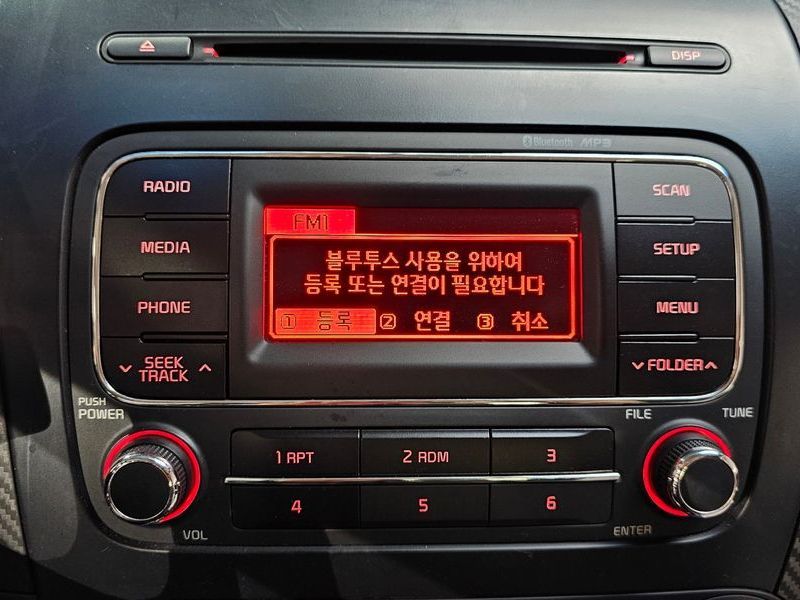 DISP
Bluetooth MP3
RADIO
SCAN
FM1
MEDIA
SETUP
블루투스 사용을 위하여
등록 또는 연결이 필요합니다
PHONE
MENU
1 등록 2 연결 3 취소
SEEK
TRACK
FOLDER
PUSH
POWER
FILE
TUNE
1 RPT
2 RDM
3
4
5
6
VOL
ENTER